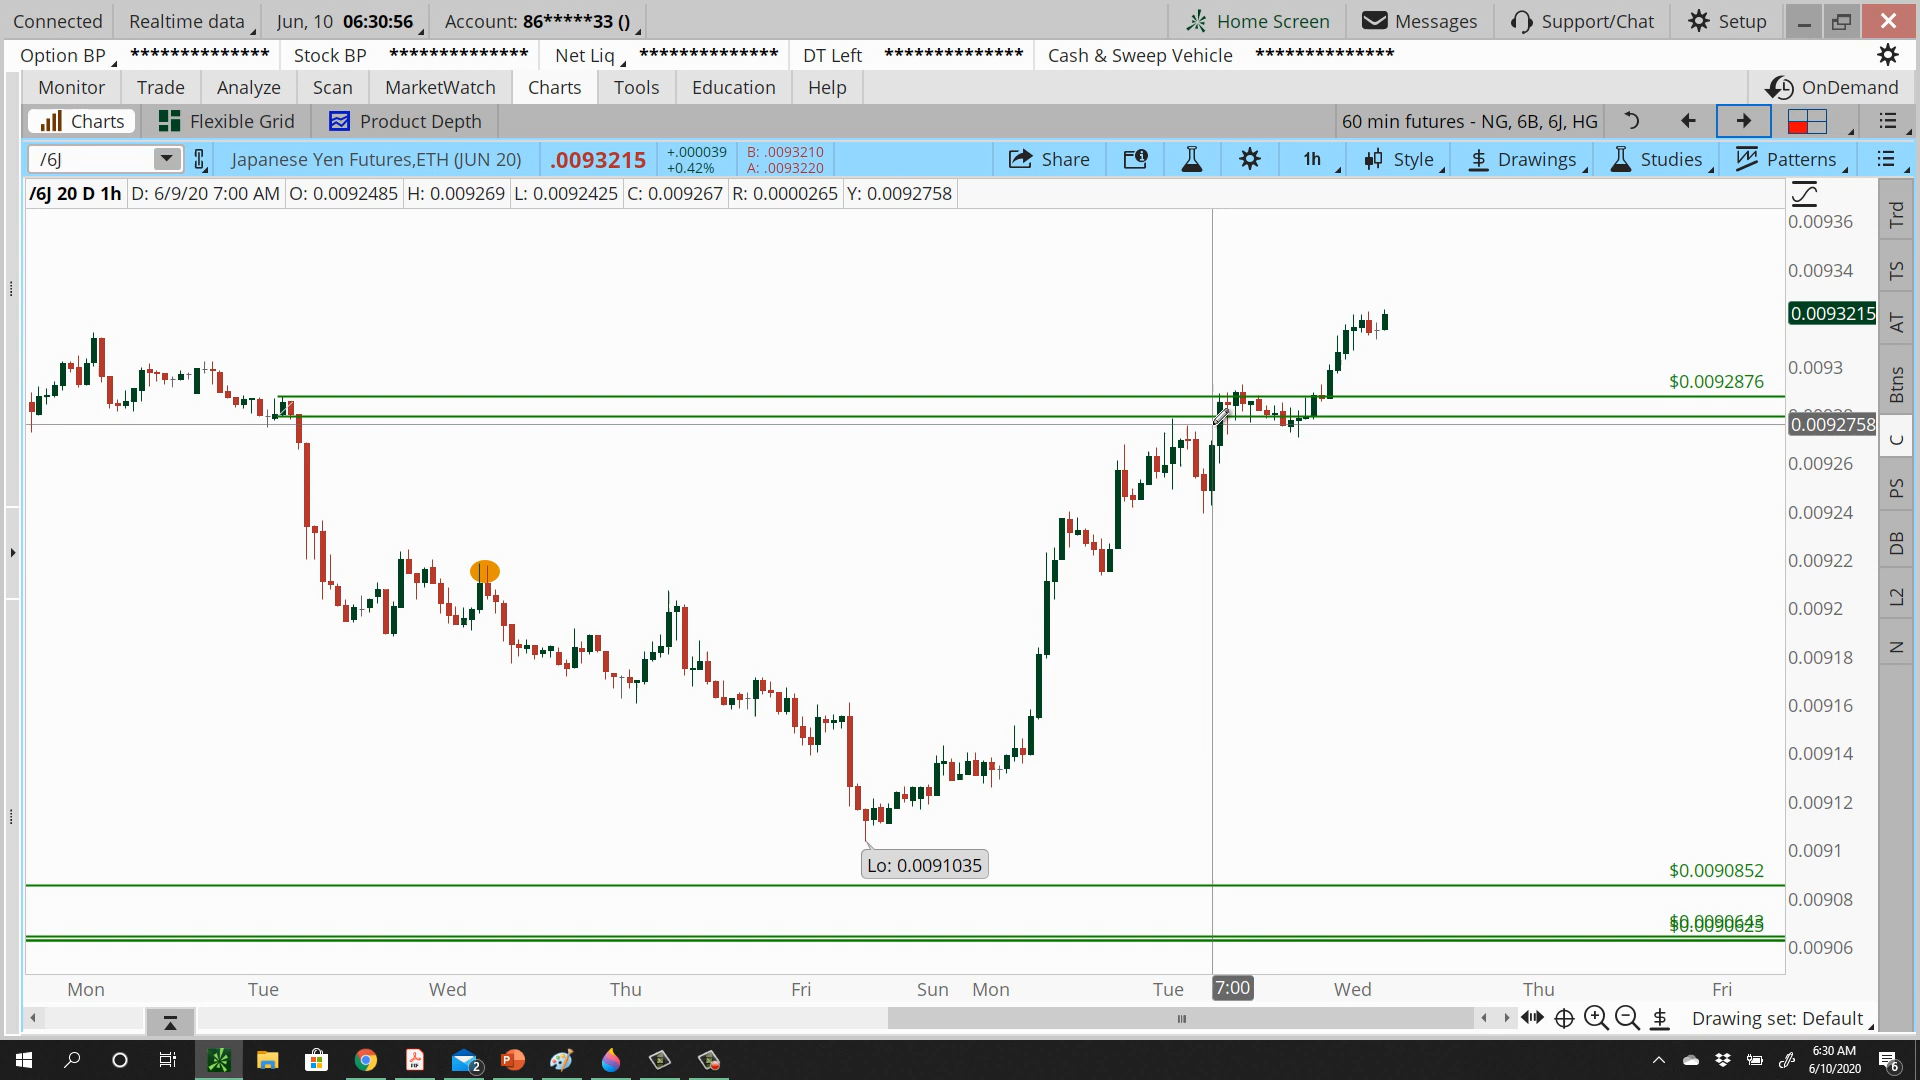 Connected Realtime data Jun, 10 06:30:56 Account: 86*****33 () Home Screen Messages Support/Chat Setup
Option BP ************** Stock BP ************** Net Liq ************** DT Left ************** Cash & Sweep Vehicle **************
Monitor Trade Analyze Scan MarketWatch Charts Tools Education Help OnDemand
Charts Flexible Grid Product Depth 60 min futures - NG, 6B, 6J, HG
/6J Japanese Yen Futures,ETH (JUN 20) .0093215 +.000039 B: .0093210 Share 1h Style $ Drawings Studies Patterns
+0.42% A: .0093220
/6J 20 D 1h D: 6/9/20 7:00 AM O: 0.0092485 H: 0.009269 L: 0.0092425 C: 0.009267 R: 0.0000265 Y: 0.0092758
0.00936
Trd
0.00934
TS
0.0093215
AT
0.0093
$0.0092876
Btns
0.0092758
C
0.00926
PS
0.00924
DB
0.00922
L2
0.0092
N
0.00918
0.00916
0.00914
0.00912
0.0091
Lo: 0.0091035
$0.0090852
0.00908
$0.0090643
$0.0090625
0.00906
Mon Tue Wed Thu Fri Sun Mon Tue 7:00 Wed Thu Fri
$ Drawing set: Default
2
6:30 AM
6/10/2020
6